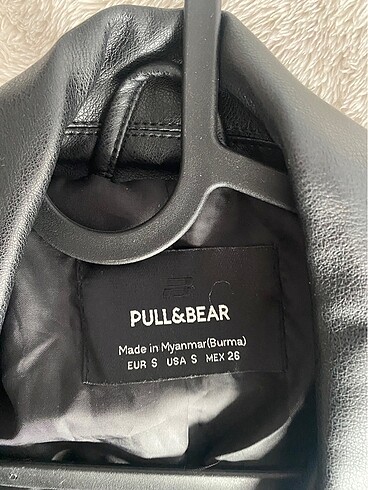 PULL&BEAR
Made in Myanmar(Burma)
EUR S USA S MEX 26